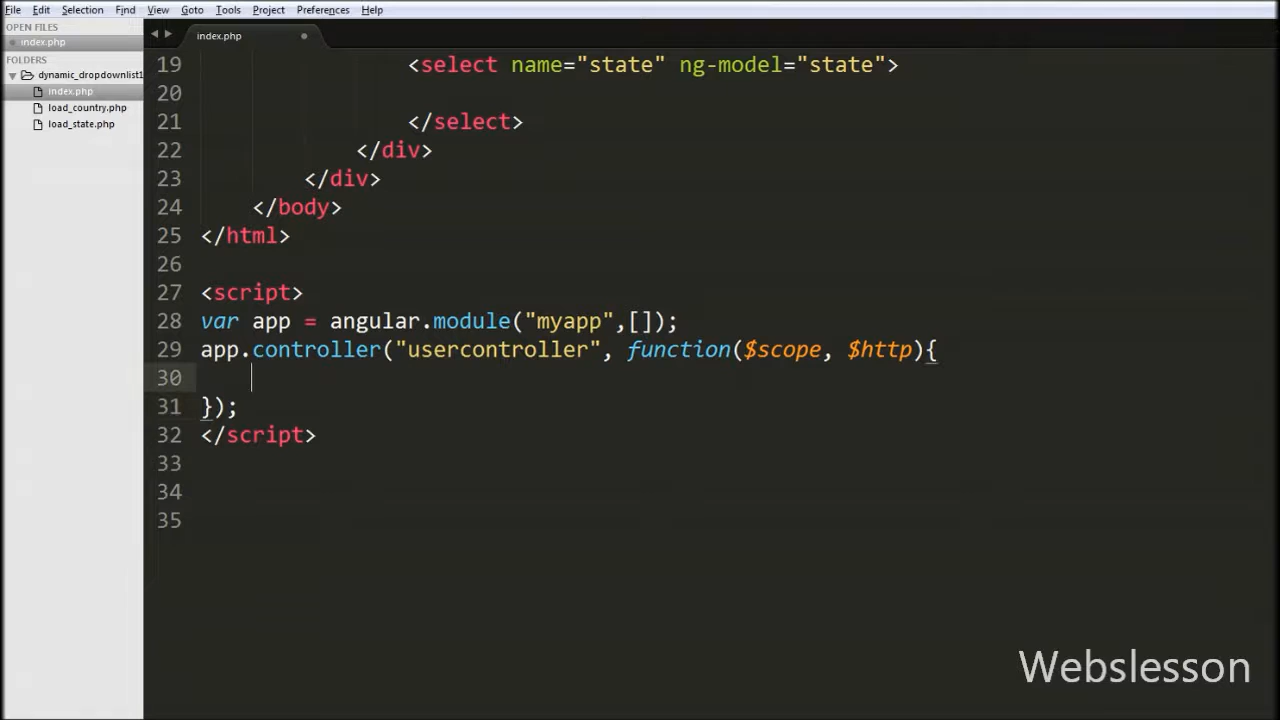 File Edit Selection Find View Goto Tools Project Preferences Help
OPEN FILES
index.php
FOLDERS
dynamic_dropdownlist1
index.php
load_country.php
load_state.php
index.php
19 <select name="state" ng-model="state">
20
21 </select>
22 </div>
23 </div>
24 </body>
25 </html>
26
27 <script>
28 var app = angular.module("myapp",[]);
29 app.controller("usercontroller", function($scope, $http){
30
31 });
32 </script>
33
34
35
Webslesson